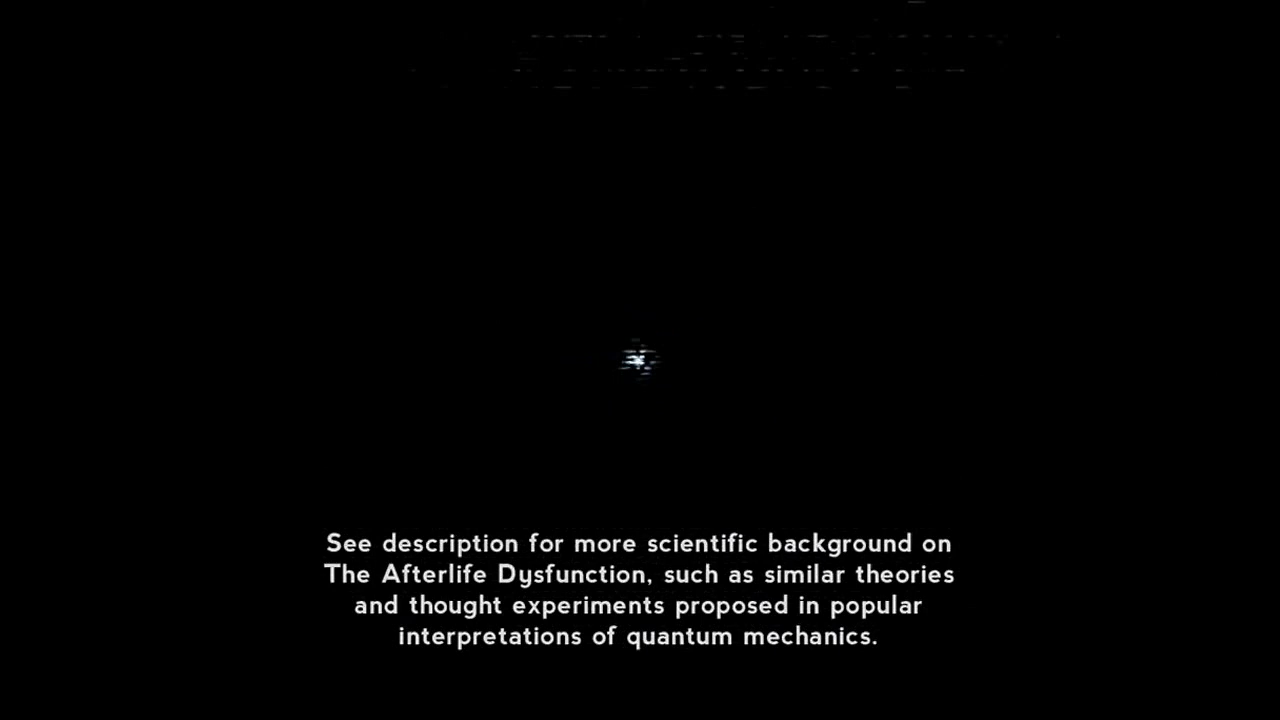 See description for more scientific background on
The Afterlife Dysfunction, such as similar theories
and thought experiments proposed in popular
interpretations of quantum mechanics.